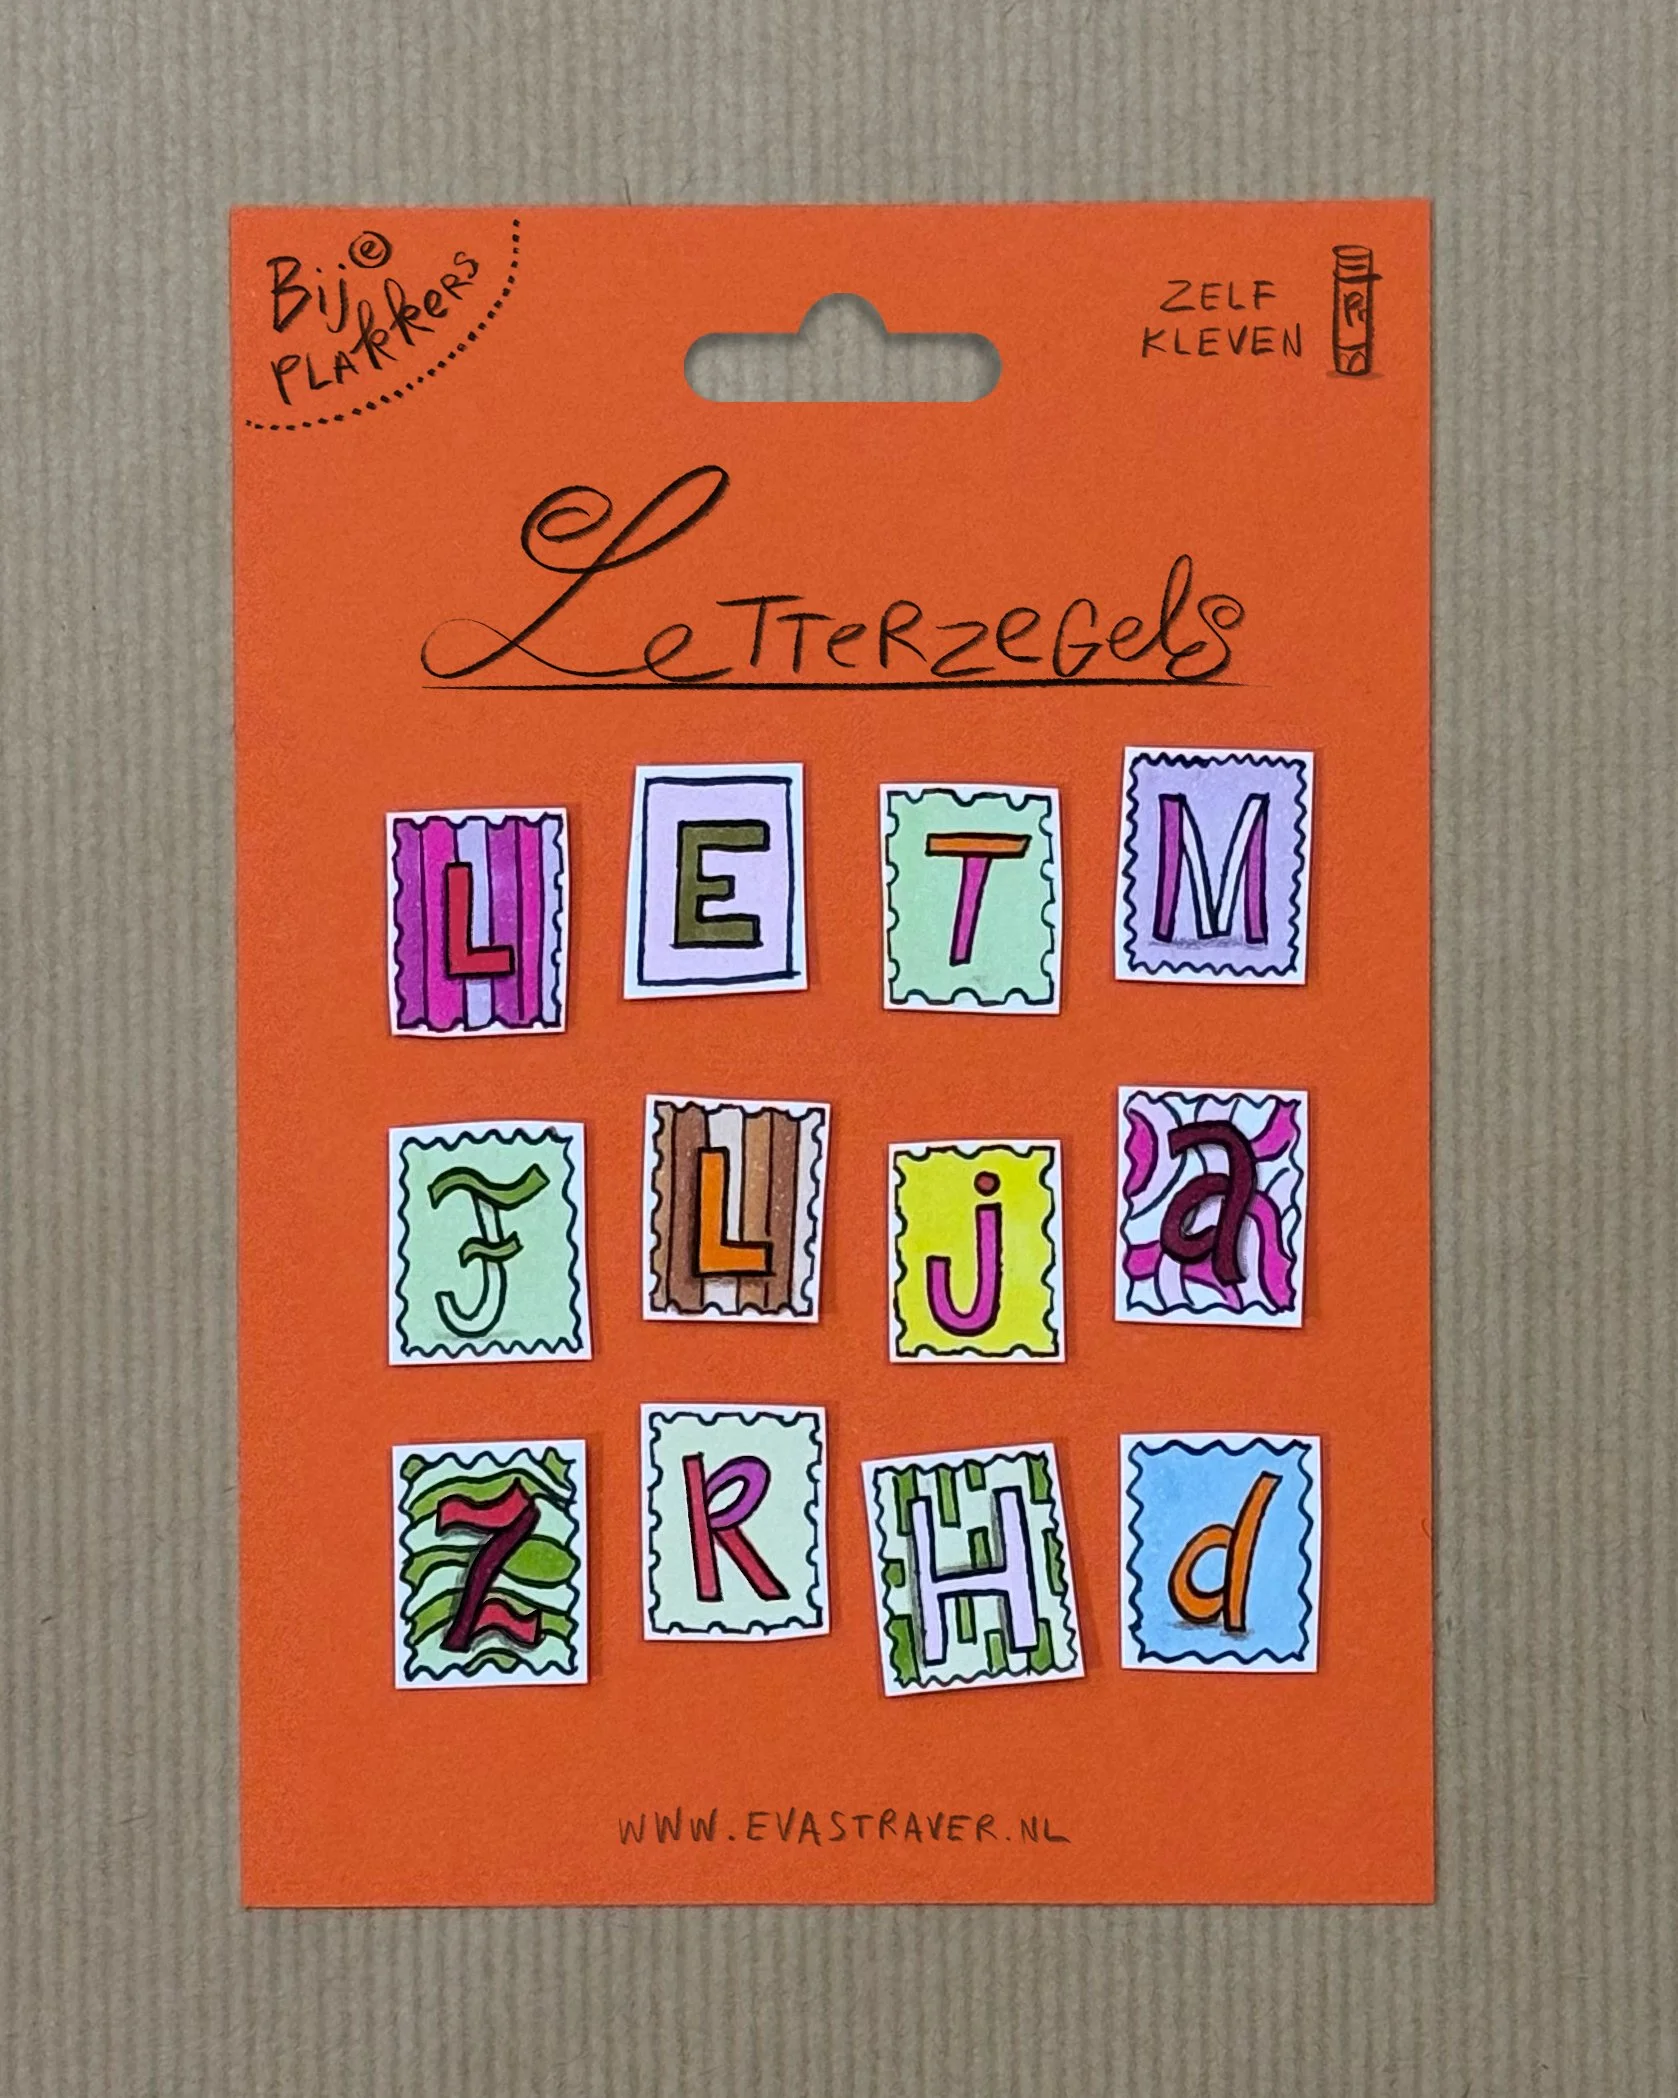 Bij e
PLAKKERS
ZELF
KLEVEN
LETTERZEGELS
L E T M
F L j a
Z R H d
WWW.EVASTRAVER.NL